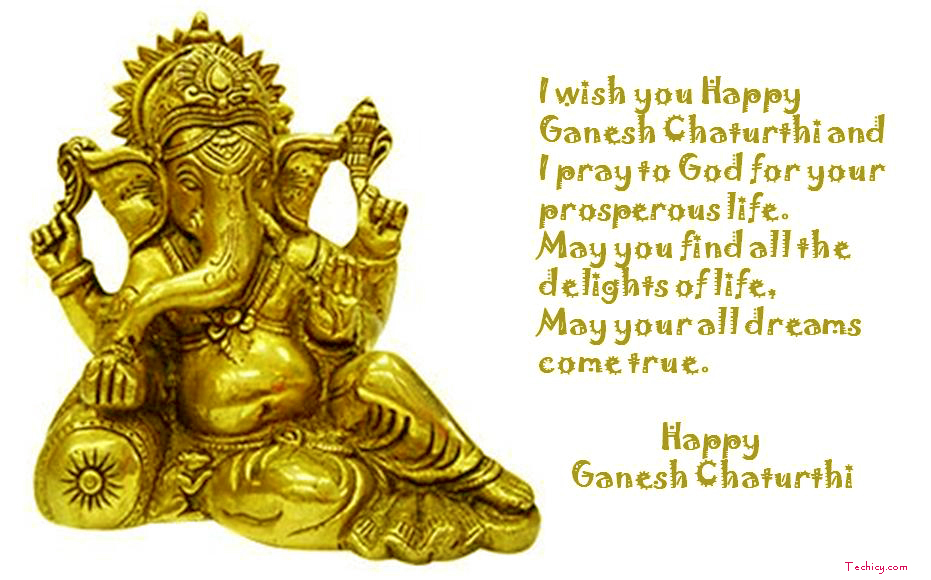 I wish you Happy
Ganesh Chaturthi and
I pray to God for your
prosperous life.
May you find all the
delights of life,
May your all dreams
come true.
Happy
Ganesh Chaturthi
Techicy.com